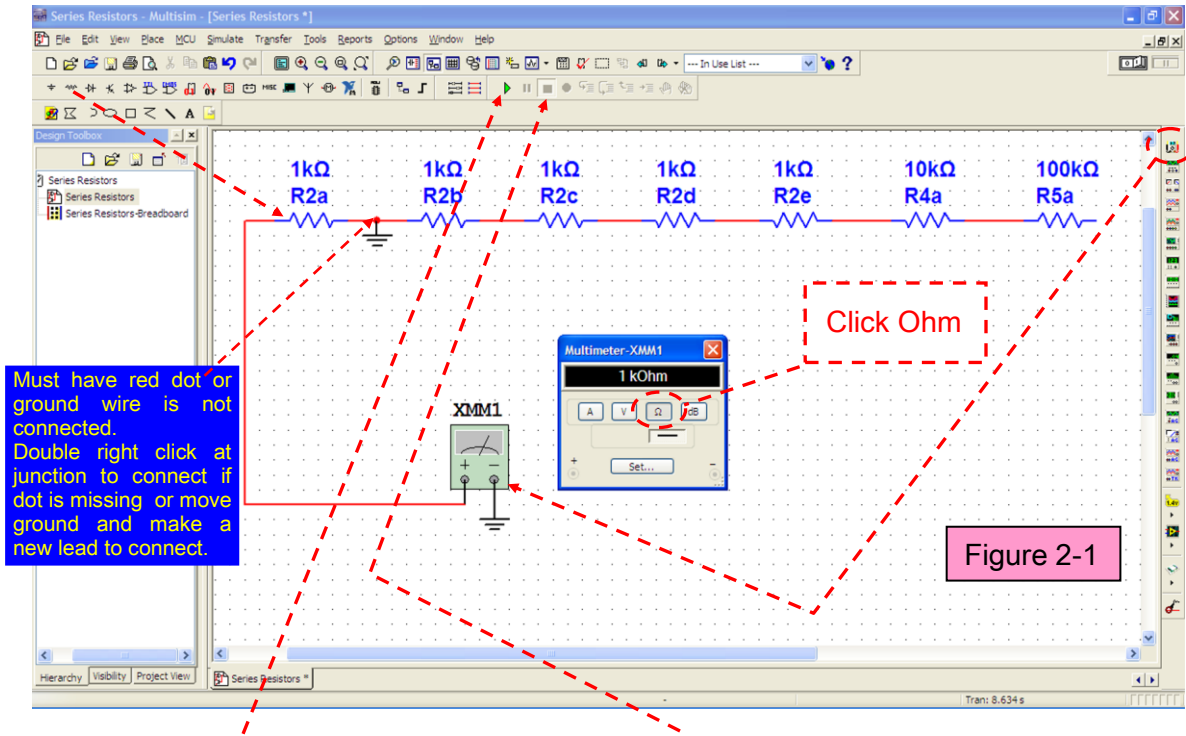 Series Resistors - Multisim - [Series Resistors *]
File Edit View Place MCU Simulate Transfer Tools Reports Options Window Help
--- In Use List ---
Design Toolbox
Series Resistors
Series Resistors
Series Resistors-Breadboard
1kΩ 1kΩ 1kΩ 1kΩ 1kΩ 10kΩ 100kΩ
R2a R2b R2c R2d R2e R4a R5a
Click Ohm
Multimeter-XMM1
1 kOhm
A V Ω dB
Set...
+ -
XMM1
+ -
Must have red dot or
ground wire is not
connected.
Double right click at
junction to connect if
dot is missing or move
ground and make a
new lead to connect.
Figure 2-1
Hierarchy Visibility Project View
Series Resistors *
Tran: 8.634 s